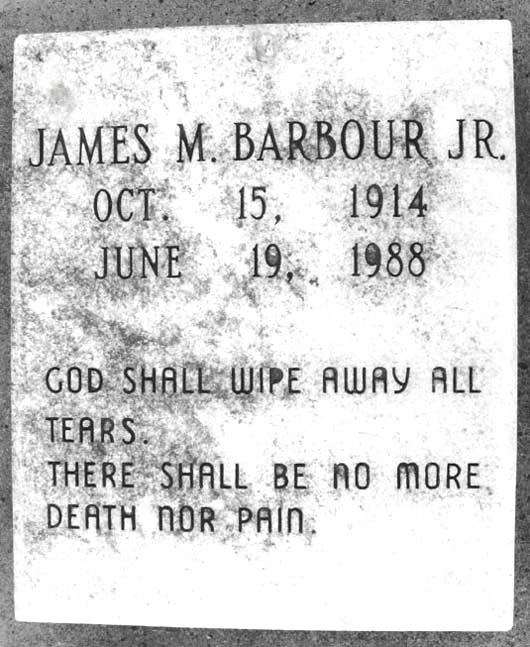 JAMES M. BARBOUR JR.
OCT. 15, 1914
JUNE 19, 1988
GOD SHALL WIPE AWAY ALL
TEARS.
THERE SHALL BE NO MORE
DEATH NOR PAIN.